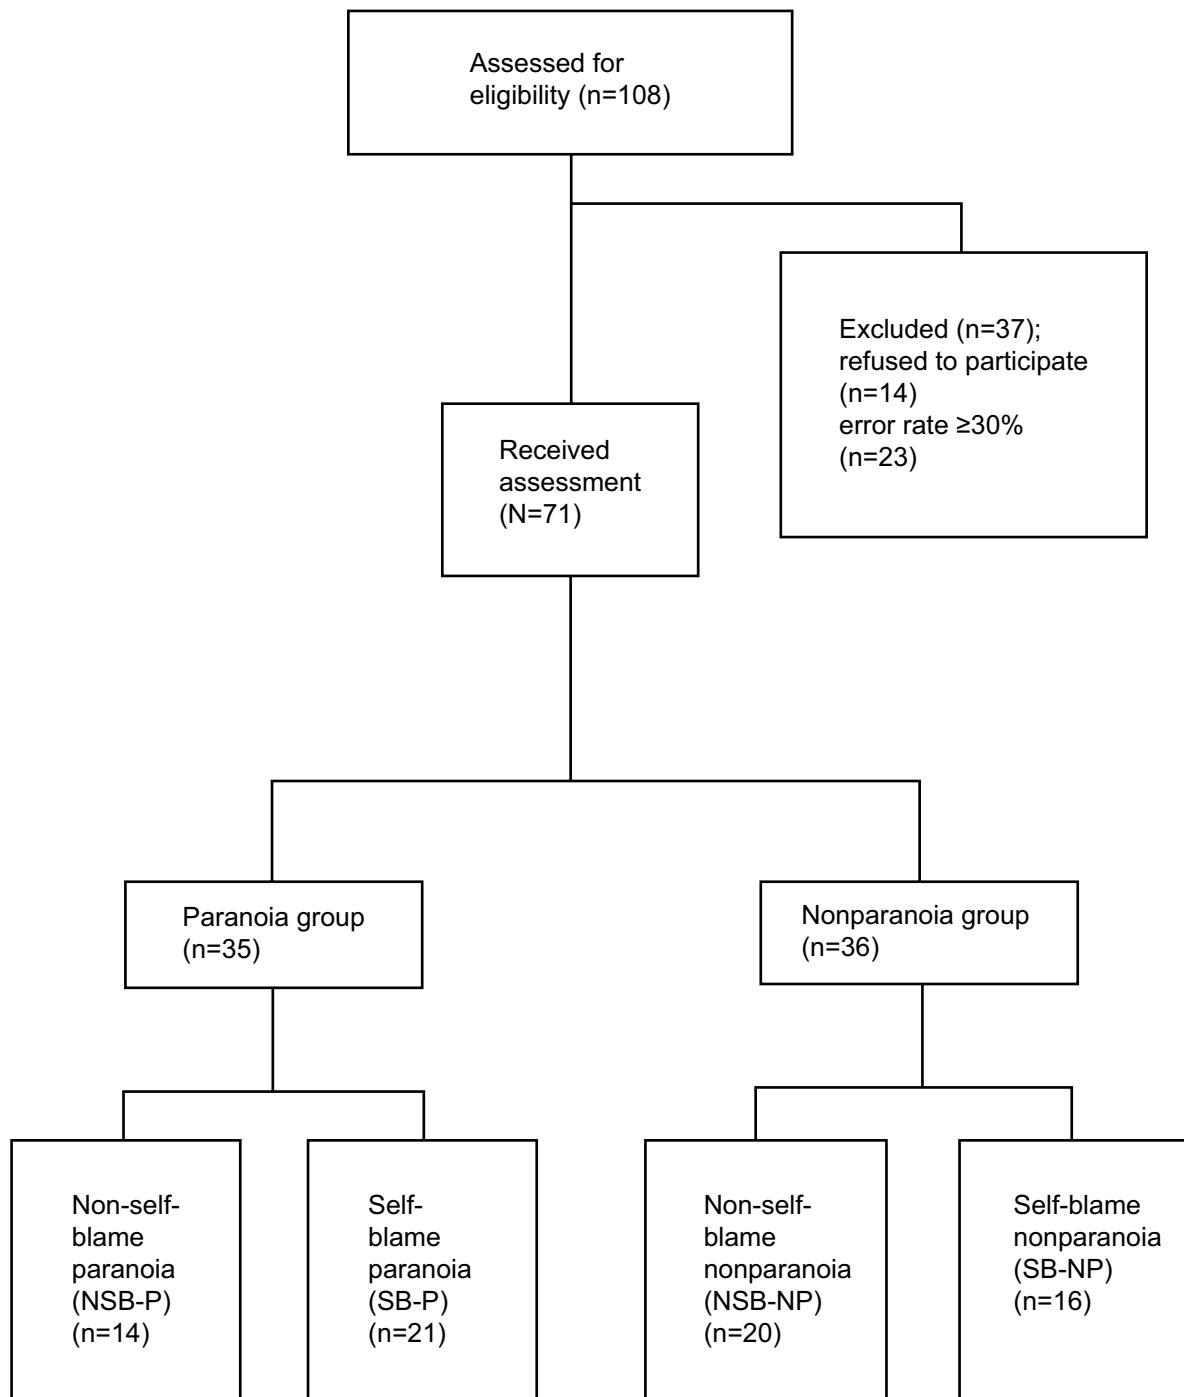 Assessed for
eligibility (n=108)
Excluded (n=37);
refused to participate
(n=14)
error rate ≥30%
(n=23)
Received
assessment
(N=71)
Paranoia group
(n=35)
Nonparanoia group
(n=36)
Non-self-
blame
paranoia
(NSB-P)
(n=14)
Self-
blame
paranoia
(SB-P)
(n=21)
Non-self-
blame
nonparanoia
(NSB-NP)
(n=20)
Self-blame
nonparanoia
(SB-NP)
(n=16)